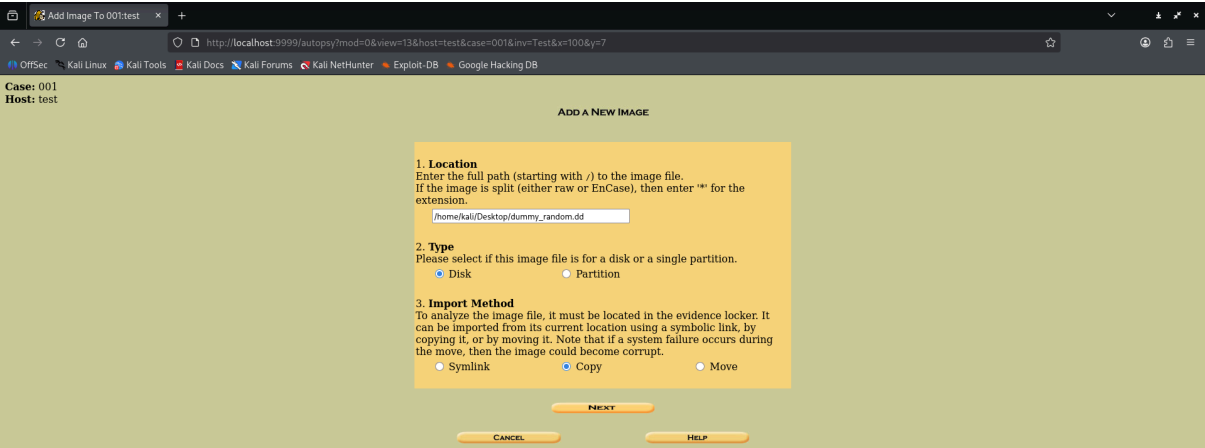 Add Image To 001:test
http://localhost:9999/autopsy?mod=0&view=13&host=test&case=001&inv=Test&x=100&y=7
OffSec Kali Linux Kali Tools Kali Docs Kali Forums Kali NetHunter Exploit-DB Google Hacking DB
Case: 001
Host: test
ADD A NEW IMAGE
1. Location
Enter the full path (starting with /) to the image file.
If the image is split (either raw or EnCase), then enter '*' for the
extension.
/home/kali/Desktop/dummy_random.dd
2. Type
Please select if this image file is for a disk or a single partition.
Disk Partition
3. Import Method
To analyze the image file, it must be located in the evidence locker. It
can be imported from its current location using a symbolic link, by
copying it, or by moving it. Note that if a system failure occurs during
the move, then the image could become corrupt.
Symlink Copy Move
NEXT
CANCEL HELP